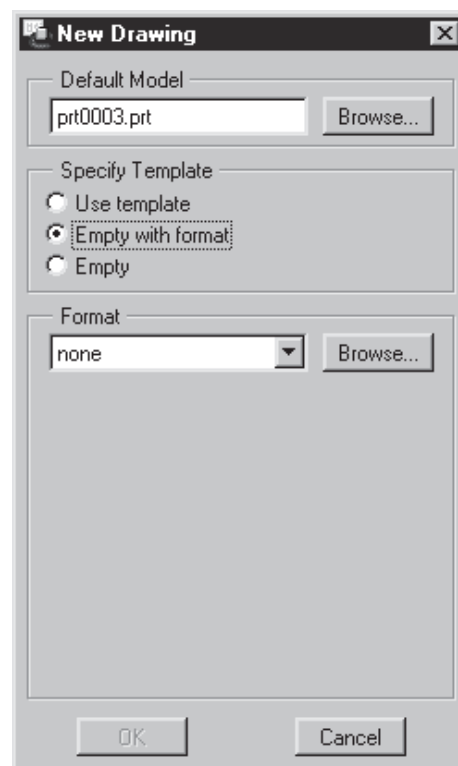 New Drawing
Default Model
prt0003.prt Browse...
Specify Template
Use template
Empty with format
Empty
Format
none Browse...
OK Cancel